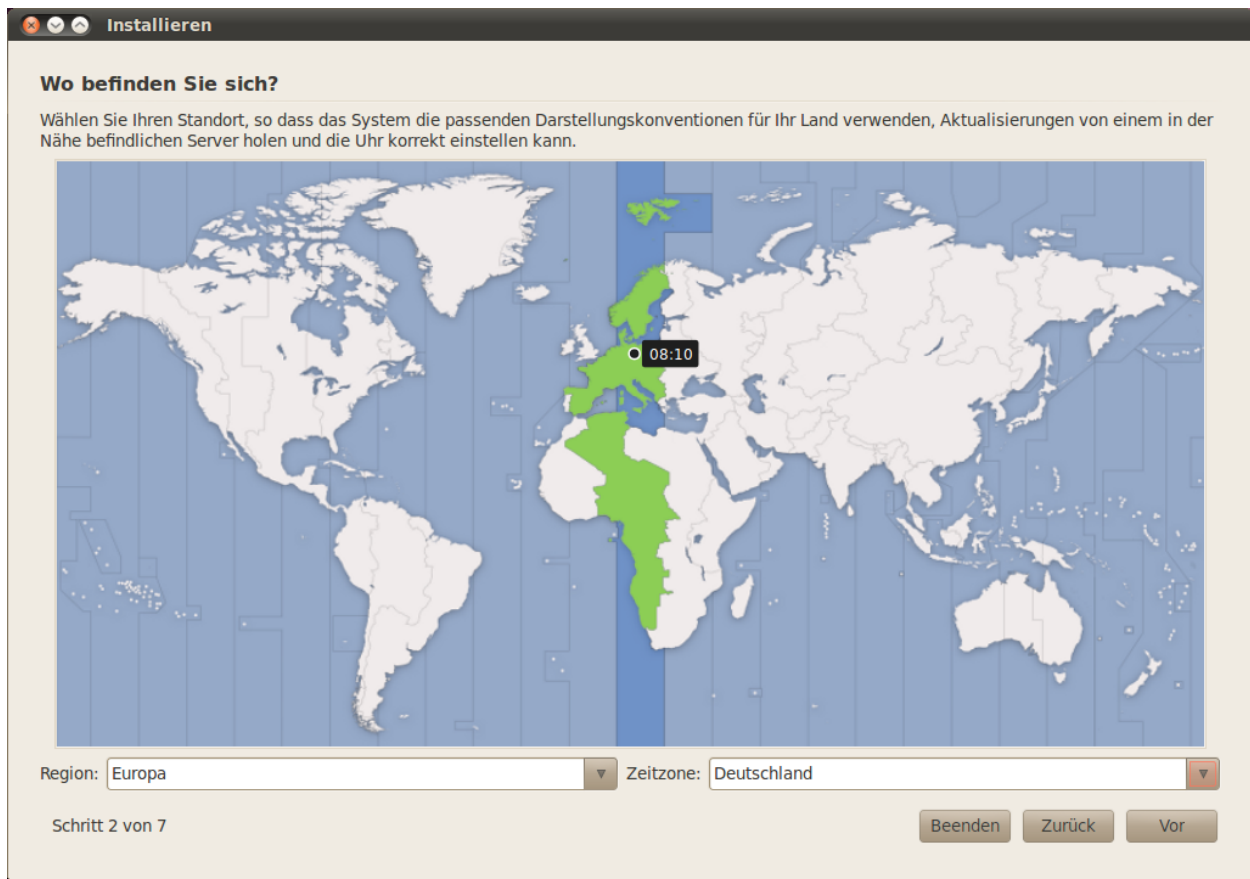 Installieren
Wo befinden Sie sich?
Wählen Sie Ihren Standort, so dass das System die passenden Darstellungskonventionen für Ihr Land verwenden, Aktualisierungen von einem in der
Nähe befindlichen Server holen und die Uhr korrekt einstellen kann.
08:10
Region: Europa Zeitzone: Deutschland
Schritt 2 von 7 Beenden Zurück Vor